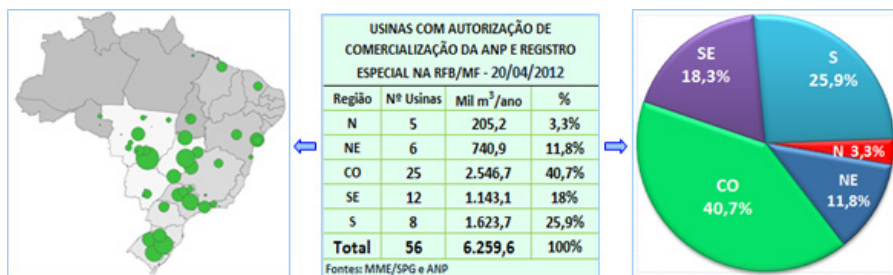 USINAS COM AUTORIZAÇÃO DE
COMERCIALIZAÇÃO DA ANP E REGISTRO
ESPECIAL NA RFB/MF - 20/04/2012
Região Nº Usinas Mil m³/ano %
N 5 205,2 3,3%
NE 6 740,9 11,8%
CO 25 2.546,7 40,7%
SE 12 1.143,1 18%
S 8 1.623,7 25,9%
Total 56 6.259,6 100%
Fontes: MME/SPG e ANP
SE
18,3%
S
25,9%
N 3,3%
NE
11,8%
CO
40,7%